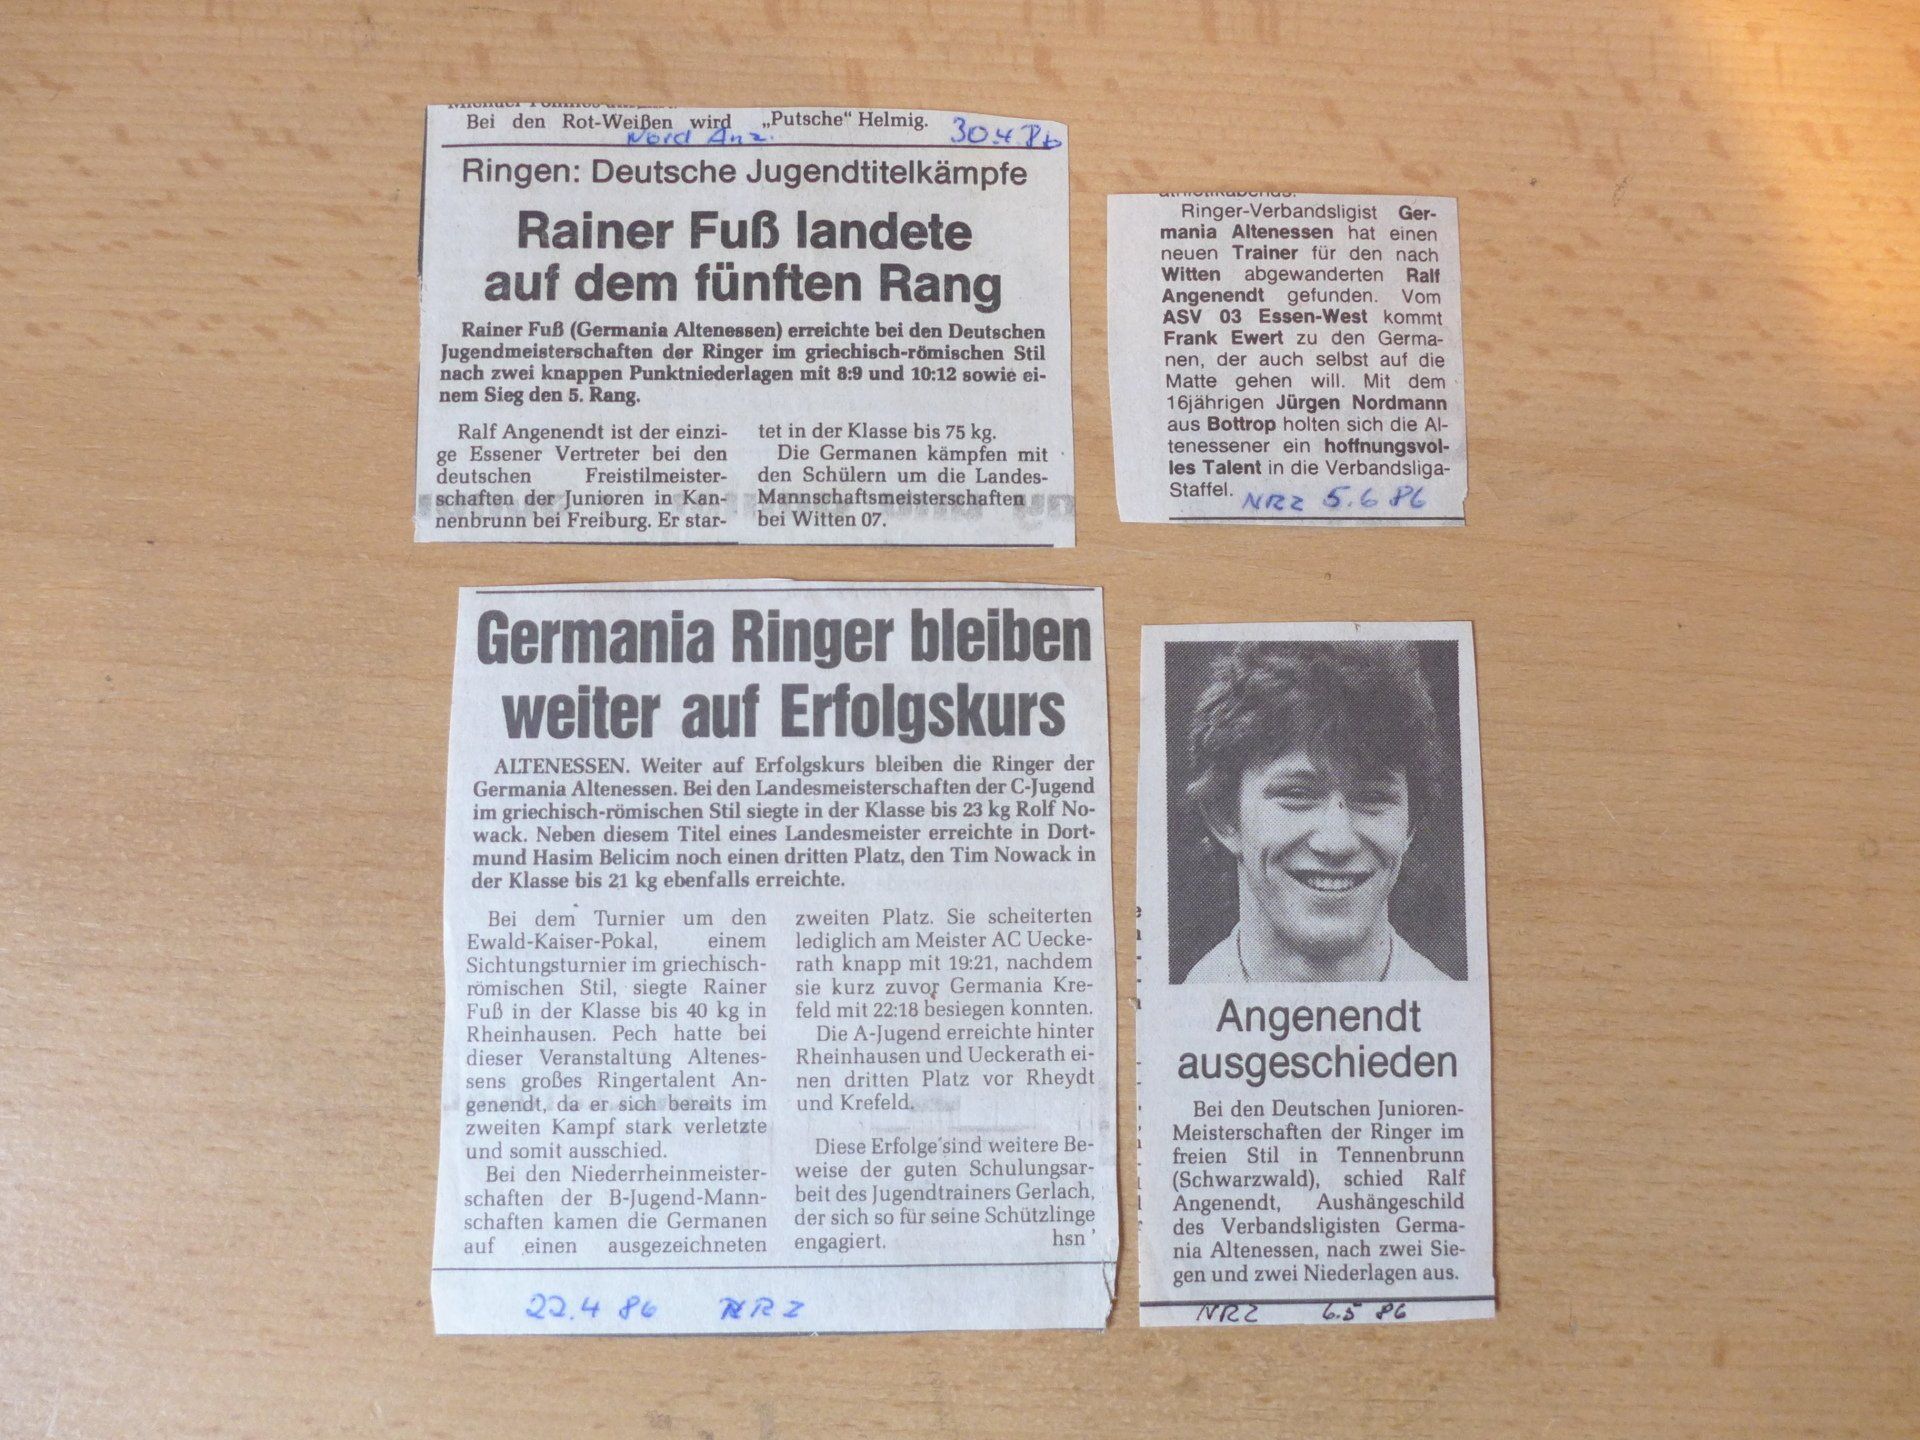 Bei den Rot-Weißen wird „Putsche“ Helmig.
Nord Anz. 30.4.86
Ringen: Deutsche Jugendtitelkämpfe
Rainer Fuß landete
auf dem fünften Rang
Rainer Fuß (Germania Altenessen) erreichte bei den Deutschen
Jugendmeisterschaften der Ringer im griechisch-römischen Stil
nach zwei knappen Punktniederlagen mit 8:9 und 10:12 sowie ei-
nem Sieg den 5. Rang.
Ralf Angenendt ist der einzi-
ge Essener Vertreter bei den
deutschen Freistilmeister-
schaften der Junioren in Kan-
nenbrunn bei Freiburg. Er star-
tet in der Klasse bis 75 kg.
Die Germanen kämpfen mit
den Schülern um die Landes-
Mannschaftsmeisterschaften
bei Witten 07.
Ringer-Verbandsligist Ger-
mania Altenessen hat einen
neuen Trainer für den nach
Witten abgewanderten Ralf
Angenendt gefunden. Vom
ASV 03 Essen-West kommt
Frank Ewert zu den Germa-
nen, der auch selbst auf die
Matte gehen will. Mit dem
16jährigen Jürgen Nordmann
aus Bottrop holten sich die Al-
tenessener ein hoffnungsvol-
les Talent in die Verbandsliga-
Staffel.
NRZ 5.6 86
Germania Ringer bleiben
weiter auf Erfolgskurs
ALTENESSEN. Weiter auf Erfolgskurs bleiben die Ringer der
Germania Altenessen. Bei den Landesmeisterschaften der C-Jugend
im griechisch-römischen Stil siegte in der Klasse bis 23 kg Rolf No-
wack. Neben diesem Titel eines Landesmeister erreichte in Dort-
mund Hasim Belicim noch einen dritten Platz, den Tim Nowack in
der Klasse bis 21 kg ebenfalls erreichte.
Bei dem Turnier um den
Ewald-Kaiser-Pokal, einem
Sichtungsturnier im griechisch-
römischen Stil, siegte Rainer
Fuß in der Klasse bis 40 kg in
Rheinhausen. Pech hatte bei
dieser Veranstaltung Altenes-
sens großes Ringertalent An-
genendt, da er sich bereits im
zweiten Kampf stark verletzte
und somit ausschied.
Bei den Niederrheinmeister-
schaften der B-Jugend-Mann-
schaften kamen die Germanen
auf einen ausgezeichneten
zweiten Platz. Sie scheiterten
lediglich am Meister AC Uecke-
rath knapp mit 19:21, nachdem
sie kurz zuvor Germania Kre-
feld mit 22:18 besiegen konnten.
Die A-Jugend erreichte hinter
Rheinhausen und Ueckerath ei-
nen dritten Platz vor Rheydt
und Krefeld.
Diese Erfolge sind weitere Be-
weise der guten Schulungsar-
beit des Jugendtrainers Gerlach,
der sich so für seine Schützlinge
engagiert. hsn
22.4 86 NRZ
Angenendt
ausgeschieden
Bei den Deutschen Junioren-
Meisterschaften der Ringer im
freien Stil in Tennenbrunn
(Schwarzwald), schied Ralf
Angenendt, Aushängeschild
des Verbandsligisten Germa-
nia Altenessen, nach zwei Sie-
gen und zwei Niederlagen aus.
NRZ 6.5 86